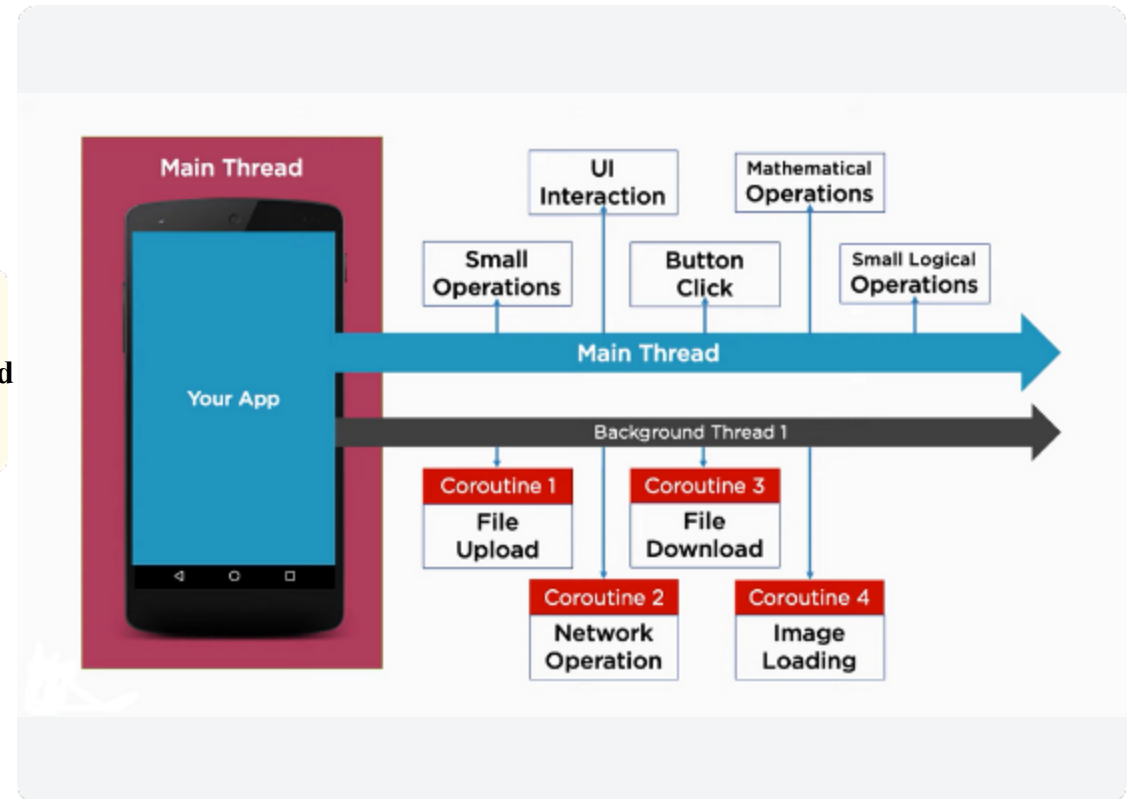 Main Thread
Your App
UI
Interaction
Mathematical
Operations
Small
Operations
Button
Click
Small Logical
Operations
Main Thread
Background Thread 1
Coroutine 1
File
Upload
Coroutine 3
File
Download
Coroutine 2
Network
Operation
Coroutine 4
Image
Loading